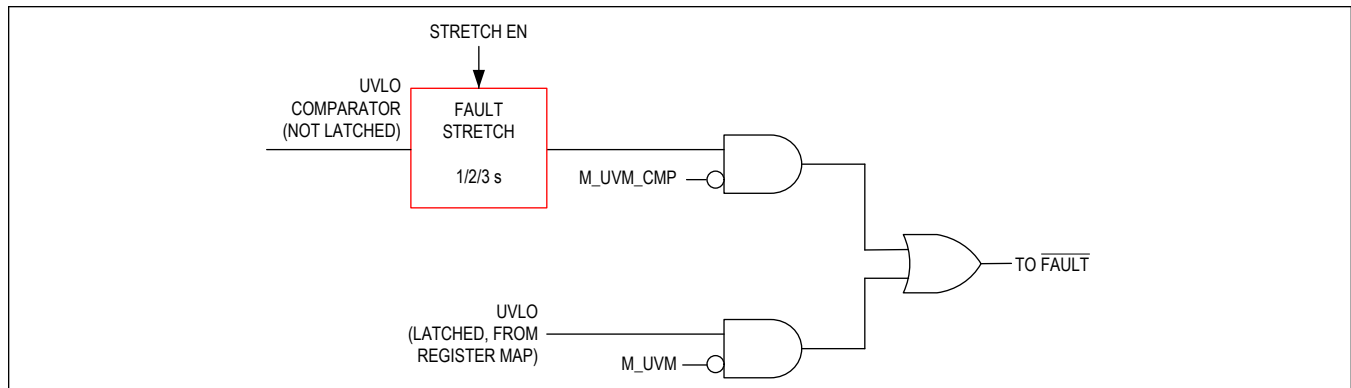 STRETCH EN
UVLO
COMPARATOR
(NOT LATCHED)
FAULT
STRETCH
1/2/3 s
M_UVM_CMP
TO FAULT
UVLO
(LATCHED, FROM
REGISTER MAP)
M_UVM